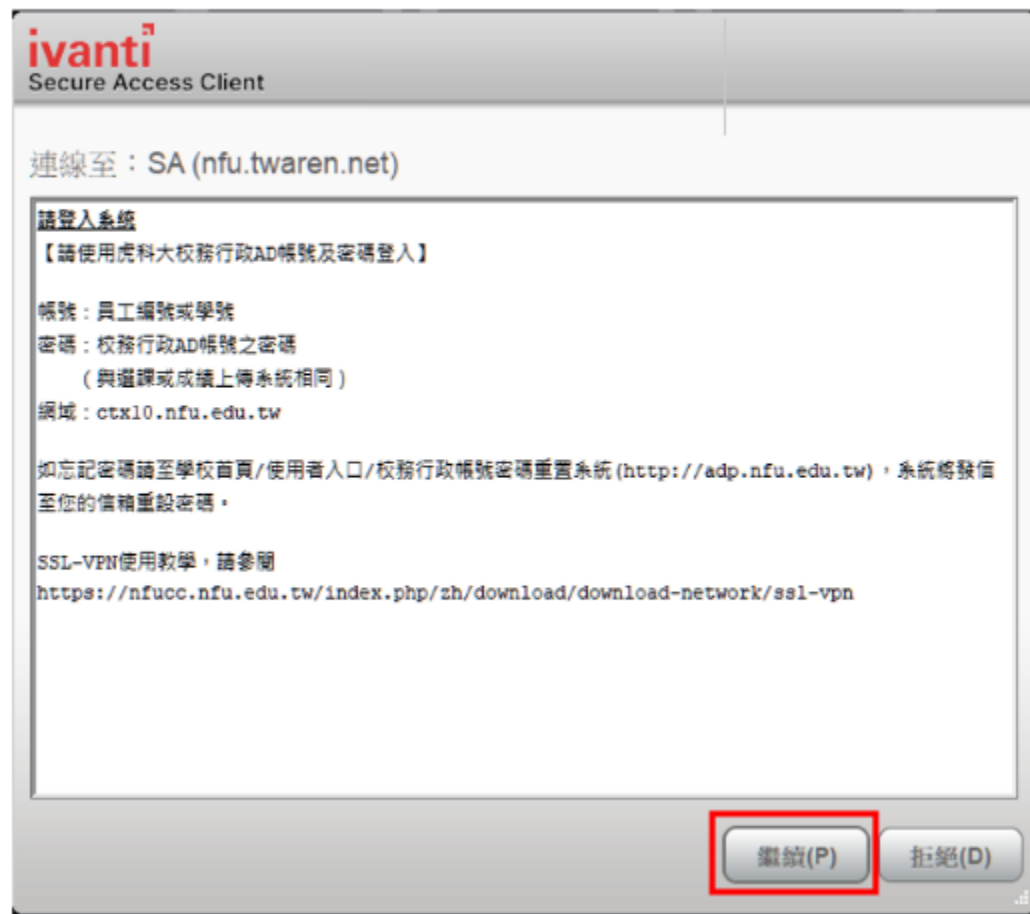 ivanti
Secure Access Client
連線至：SA (nfu.twaren.net)
請登入系統
【請使用虎科大校務行政AD帳號及密碼登入】
帳號：員工編號或學號
密碼：校務行政AD帳號之密碼
（與選課或成績上傳系統相同）
網域：ctx10.nfu.edu.tw
如忘記密碼請至學校首頁/使用者入口/校務行政帳號密碼重置系統(http://adp.nfu.edu.tw)，系統將發信
至您的信箱重設密碼。
SSL-VPN使用教學，請參閱
https://nfucc.nfu.edu.tw/index.php/zh/download/download-network/ssl-vpn
繼續(P) 拒絕(D)